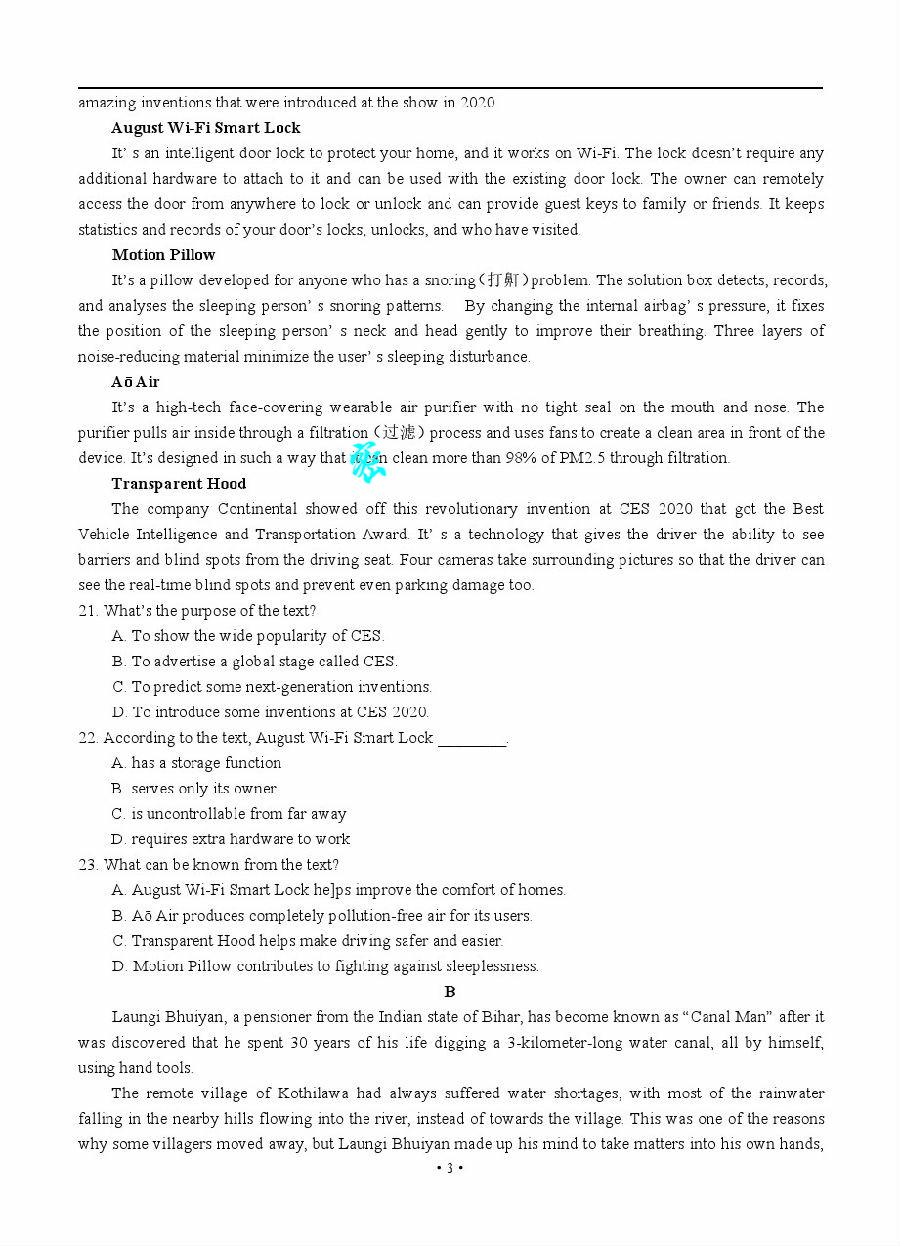 amazing inventions that were introduced at the show in 2020
August Wi-Fi Smart Lock
It' s an intelligent door lock to protect your home, and it works on Wi-Fi. The lock doesn't require any
additional hardware to attach to it and can be used with the existing door lock. The owner can remotely
access the door from anywhere to lock or unlock and can provide guest keys to family or friends. It keeps
statistics and records of your door's locks, unlocks, and who have visited.
Motion Pillow
It's a pillow developed for anyone who has a snoring(打鼾)problem. The solution box detects, records,
and analyses the sleeping person' s snoring patterns. By changing the internal airbag' s pressure, it fixes
the position of the sleeping person' s neck and head gently to improve their breathing. Three layers of
noise-reducing material minimize the user' s sleeping disturbance.
Aō Air
It's a high-tech face-covering wearable air purifier with no tight seal on the mouth and nose. The
purifier pulls air inside through a filtration (过滤) process and uses fans to create a clean area in front of the
device. It's designed in such a way that it can clean more than 98% of PM2.5 through filtration.
Transparent Hood
The company Continental showed off this revolutionary invention at CES 2020 that got the Best
Vehicle Intelligence and Transportation Award. It' s a technology that gives the driver the ability to see
barriers and blind spots from the driving seat. Four cameras take surrounding pictures so that the driver can
see the real-time blind spots and prevent even parking damage too.
21. What's the purpose of the text?
A. To show the wide popularity of CES.
B. To advertise a global stage called CES.
C. To predict some next-generation inventions.
D. To introduce some inventions at CES 2020.
22. According to the text, August Wi-Fi Smart Lock ________.
A. has a storage function
B. serves only its owner
C. is uncontrollable from far away
D. requires extra hardware to work
23. What can be known from the text?
A. August Wi-Fi Smart Lock he]ps improve the comfort of homes.
B. Aō Air produces completely pollution-free air for its users.
C. Transparent Hood helps make driving safer and easier.
D. Motion Pillow contributes to fighting against sleeplessness.
B
Laungi Bhuiyan, a pensioner from the Indian state of Bihar, has become known as “Canal Man” after it
was discovered that he spent 30 years of his life digging a 3-kilometer-long water canal, all by himself,
using hand tools.
The remote village of Kothilawa had always suffered water shortages, with most of the rainwater
falling in the nearby hills flowing into the river, instead of towards the village. This was one of the reasons
why some villagers moved away, but Laungi Bhuiyan made up his mind to take matters into his own hands,
• 3 •